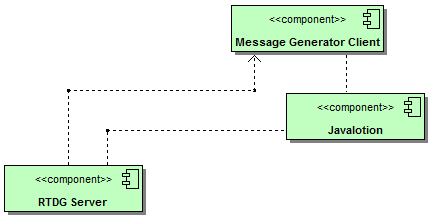 <<component>>
Message Generator Client
<<component>>
Javalotion
<<component>>
RTDG Server